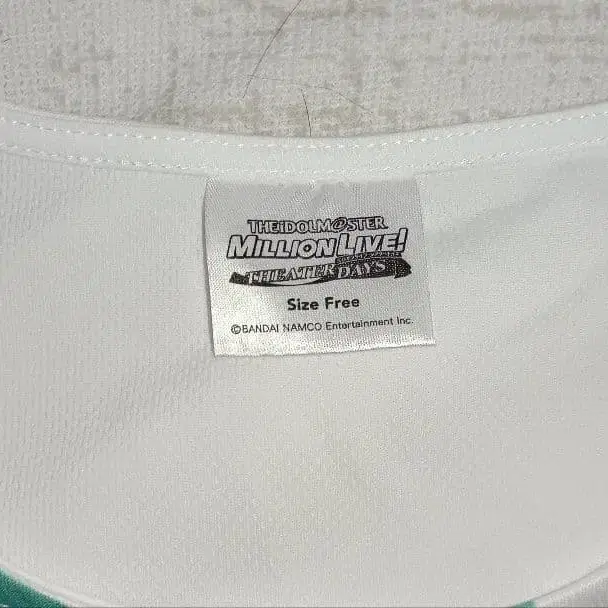 THE iDOLM@STER
MILLION LIVE!
THEATER DAYS
Size Free
©BANDAI NAMCO Entertainment Inc.